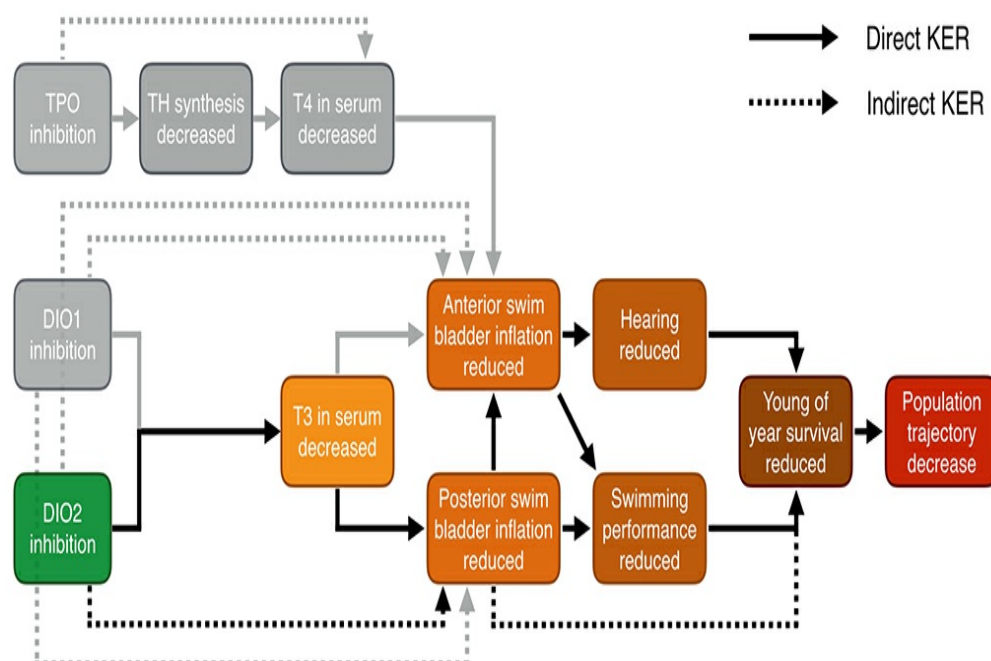 Direct KER
Indirect KER
TPO
inhibition
TH synthesis
decreased
T4 in serum
decreased
DIO1
inhibition
Anterior swim
bladder inflation
reduced
Hearing
reduced
T3 in serum
decreased
Young of
year survival
reduced
Population
trajectory
decrease
DIO2
inhibition
Posterior swim
bladder inflation
reduced
Swimming
performance
reduced